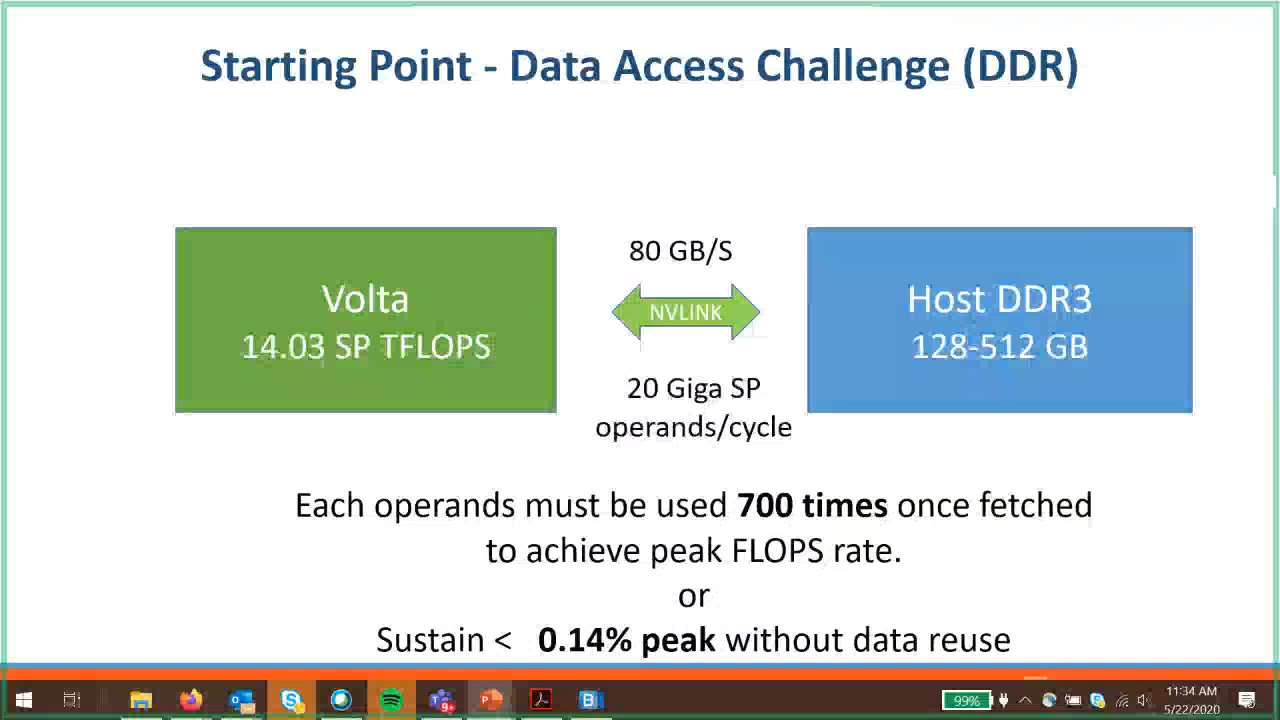 Starting Point - Data Access Challenge (DDR)
Volta
14.03 SP TFLOPS
80 GB/S
NVLINK
20 Giga SP
operands/cycle
Host DDR3
128-512 GB
Each operands must be used 700 times once fetched
to achieve peak FLOPS rate.
or
Sustain < 0.14% peak without data reuse
99%
11:34 AM
5/22/2020